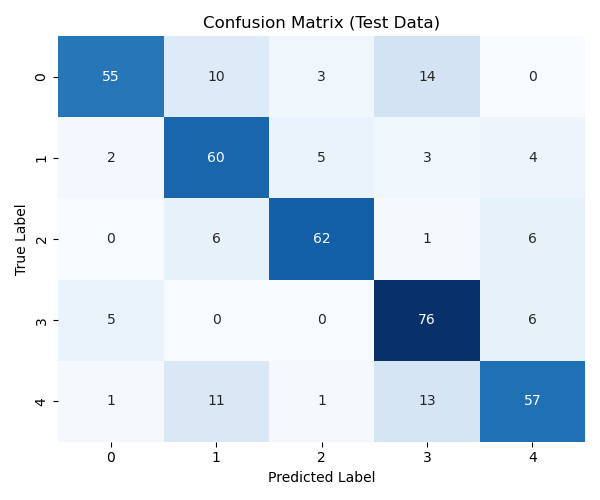 Confusion Matrix (Test Data)
0 55 10 3 14 0
1 2 60 5 3 4
2 0 6 62 1 6
3 5 0 0 76 6
4 1 11 1 13 57
0 1 2 3 4
True Label
Predicted Label